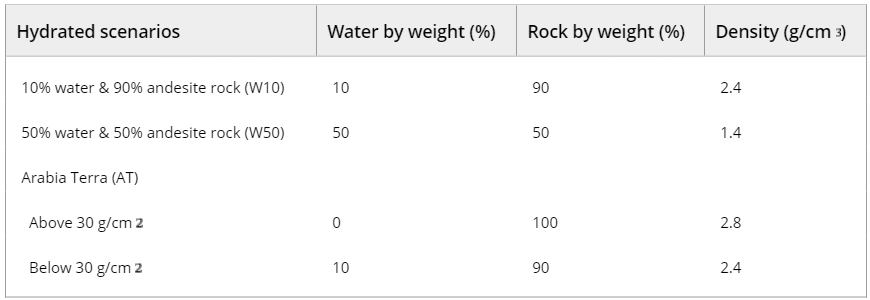 Hydrated scenarios Water by weight (%) Rock by weight (%) Density (g/cm 3)
10% water & 90% andesite rock (W10) 10 90 2.4
50% water & 50% andesite rock (W50) 50 50 1.4
Arabia Terra (AT)
Above 30 g/cm 2 0 100 2.8
Below 30 g/cm 2 10 90 2.4